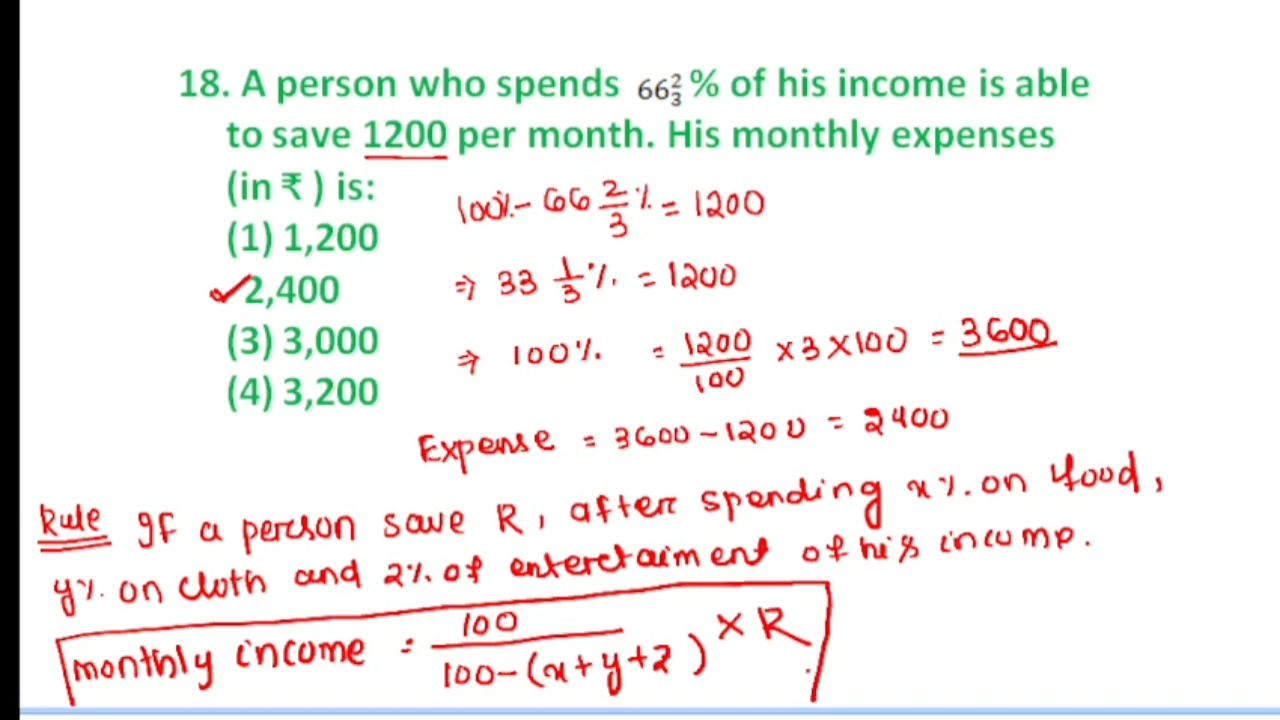 18. A person who spends 66 2/3 % of his income is able
to save 1200 per month. His monthly expenses
(in ₹ ) is:
(1) 1,200
2,400
(3) 3,000
(4) 3,200
100% - 66 2/3 % = 1200
⇒ 33 1/3 % = 1200
⇒ 100% = 1200/100 × 3 × 100 = 3600
Expense = 3600 - 1200 = 2400
Rule If a person save R, after spending x% on food,
y% on cloth and z% of entertaiment of his incomp.
monthly income = 100/100-(x+y+z) × R